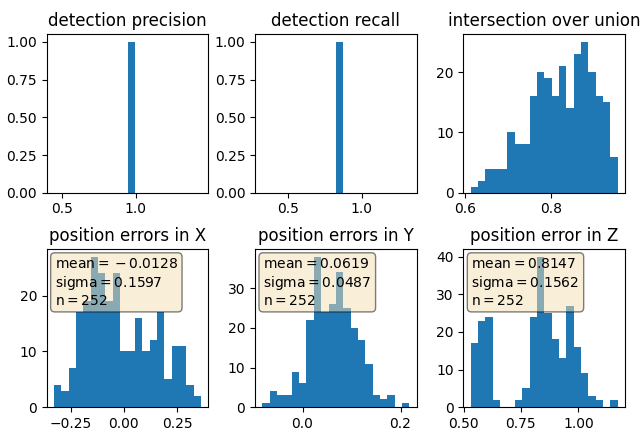 detection precision
detection recall
intersection over union
1.00
0.75
0.50
0.25
0.00
0.5
1.0
1.00
0.75
0.50
0.25
0.00
0.5
1.0
20
10
0
0.6
0.8
position errors in X
position errors in Y
position error in Z
mean = −0.0128
sigma = 0.1597
n = 252
20
10
0
−0.25
0.00
0.25
mean = 0.0619
sigma = 0.0487
n = 252
30
20
10
0
0.0
0.2
mean = 0.8147
sigma = 0.1562
n = 252
40
30
20
10
0
0.50
0.75
1.00